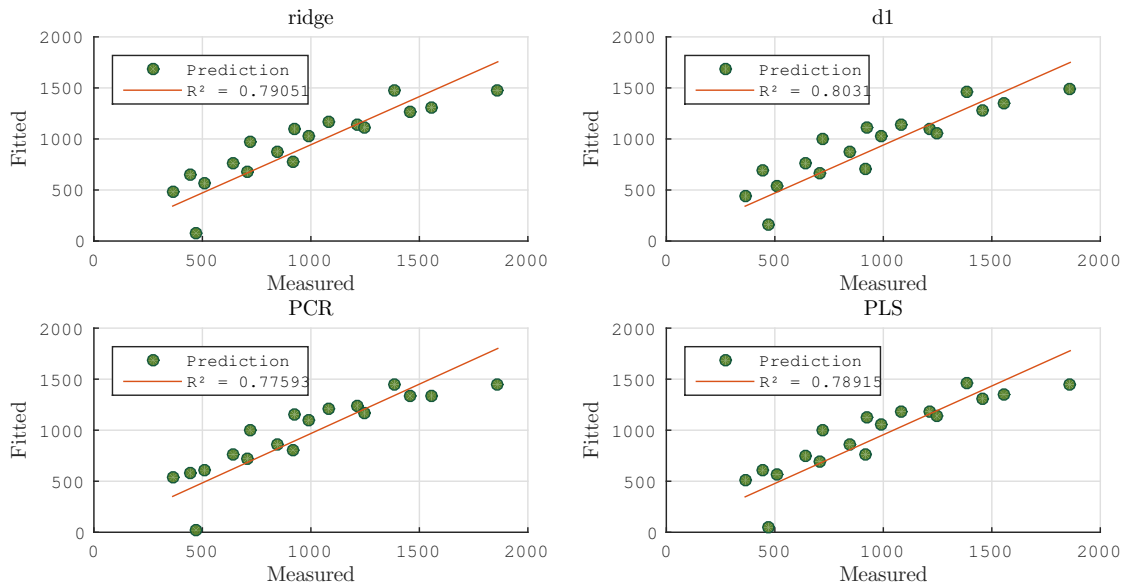 ridge
2000
1500
1000
500
0
Fitted
Prediction
R² = 0.79051
0 500 1000 1500 2000
Measured
d1
2000
1500
1000
500
0
Fitted
Prediction
R² = 0.8031
0 500 1000 1500 2000
Measured
PCR
2000
1500
1000
500
0
Fitted
Prediction
R² = 0.77593
0 500 1000 1500 2000
Measured
PLS
2000
1500
1000
500
0
Fitted
Prediction
R² = 0.78915
0 500 1000 1500 2000
Measured